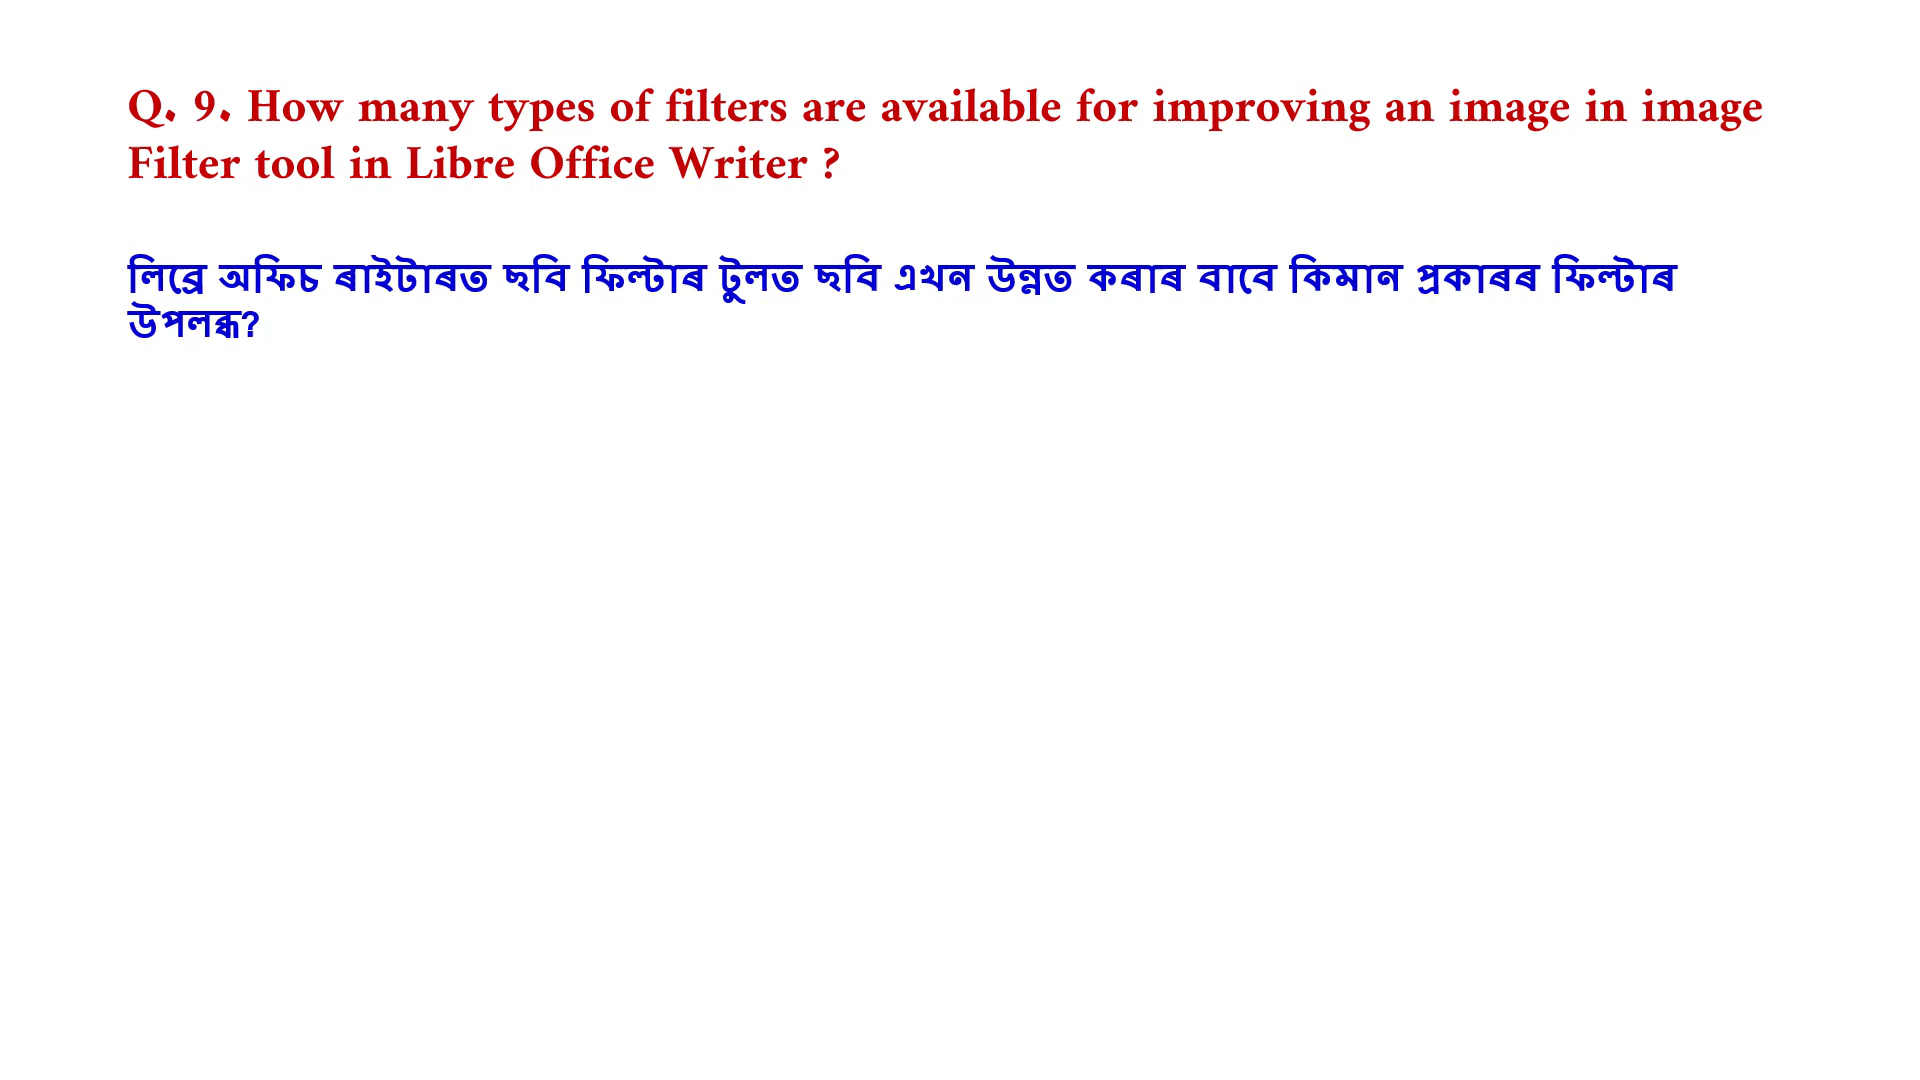 Q. 9. How many types of filters are available for improving an image in image
Filter tool in Libre Office Writer ?
লিব্ৰে অফিচ ৰাইটাৰত ছবি ফিল্টাৰ টুলত ছবি এখন উন্নত কৰাৰ বাবে কিমান প্ৰকাৰৰ ফিল্টাৰ
উপলব্ধ?